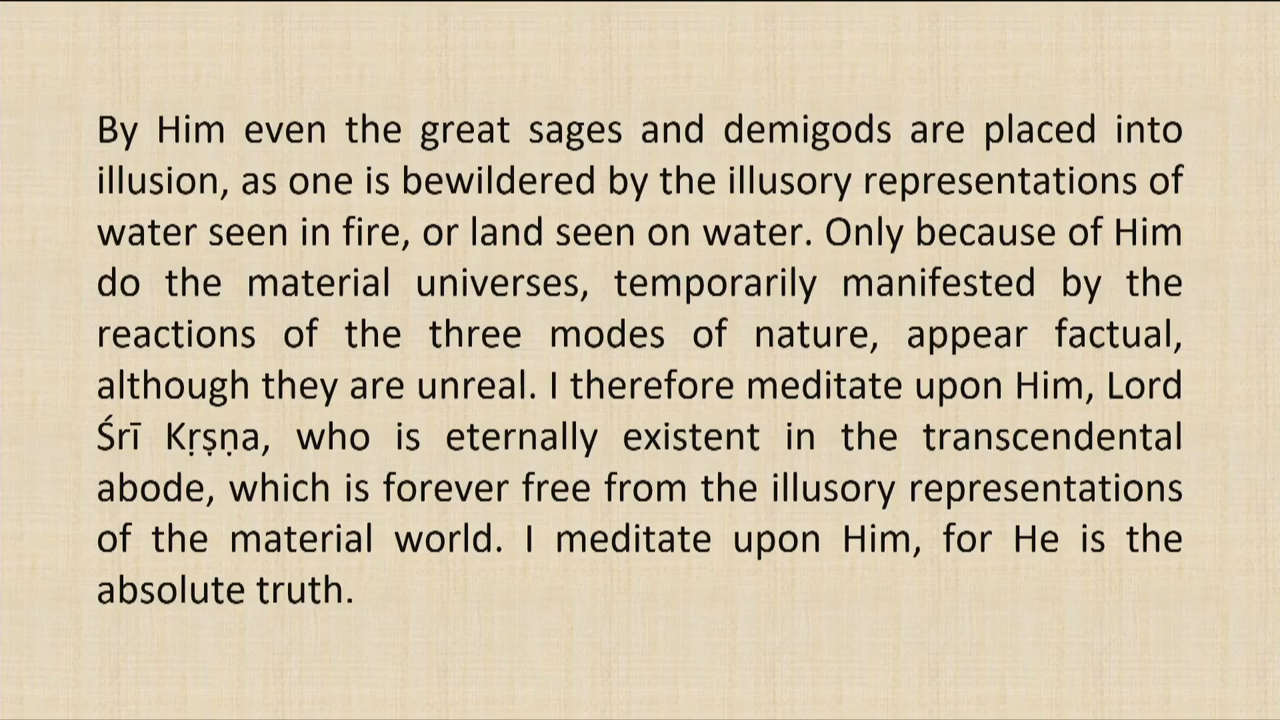 By Him even the great sages and demigods are placed into
illusion, as one is bewildered by the illusory representations of
water seen in fire, or land seen on water. Only because of Him
do the material universes, temporarily manifested by the
reactions of the three modes of nature, appear factual,
although they are unreal. I therefore meditate upon Him, Lord
Śrī Kṛṣṇa, who is eternally existent in the transcendental
abode, which is forever free from the illusory representations
of the material world. I meditate upon Him, for He is the
absolute truth.